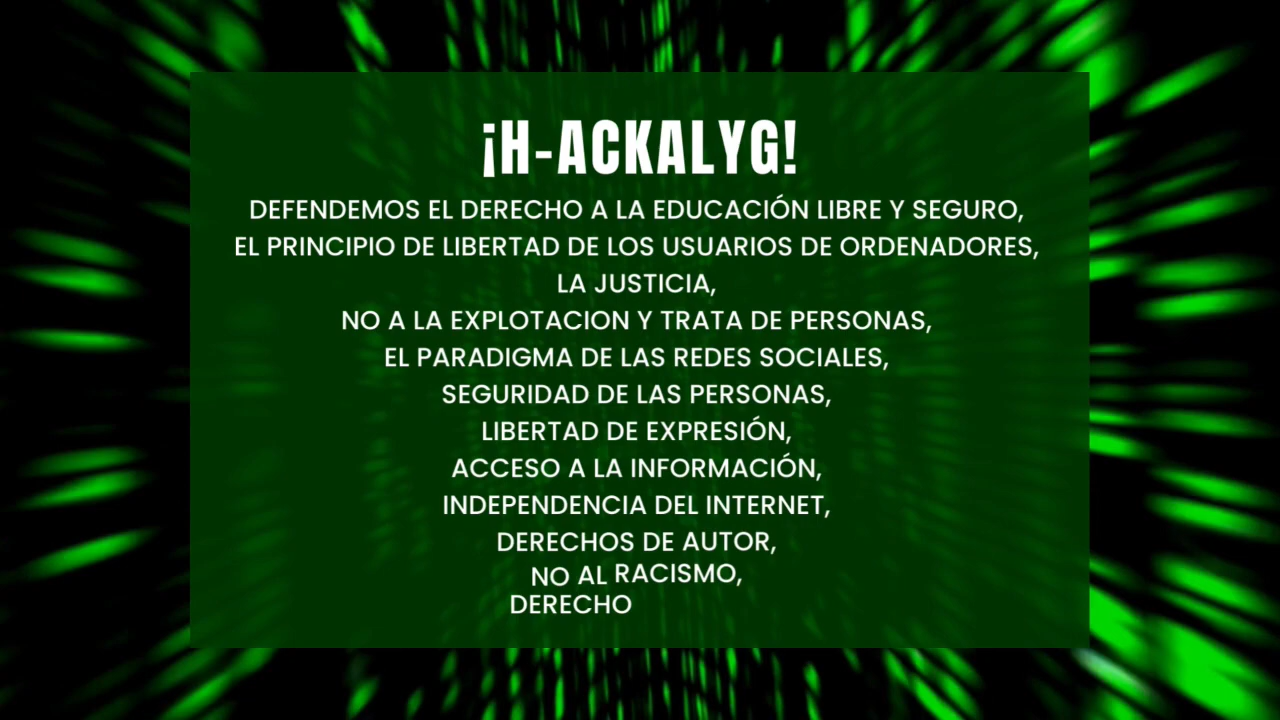 ¡H-ACKALYG!
DEFENDEMOS EL DERECHO A LA EDUCACIÓN LIBRE Y SEGURO,
EL PRINCIPIO DE LIBERTAD DE LOS USUARIOS DE ORDENADORES,
LA JUSTICIA,
NO A LA EXPLOTACION Y TRATA DE PERSONAS,
EL PARADIGMA DE LAS REDES SOCIALES,
SEGURIDAD DE LAS PERSONAS,
LIBERTAD DE EXPRESIÓN,
ACCESO A LA INFORMACIÓN,
INDEPENDENCIA DEL INTERNET,
DERECHOS DE AUTOR,
NO AL RACISMO,
DERECHO